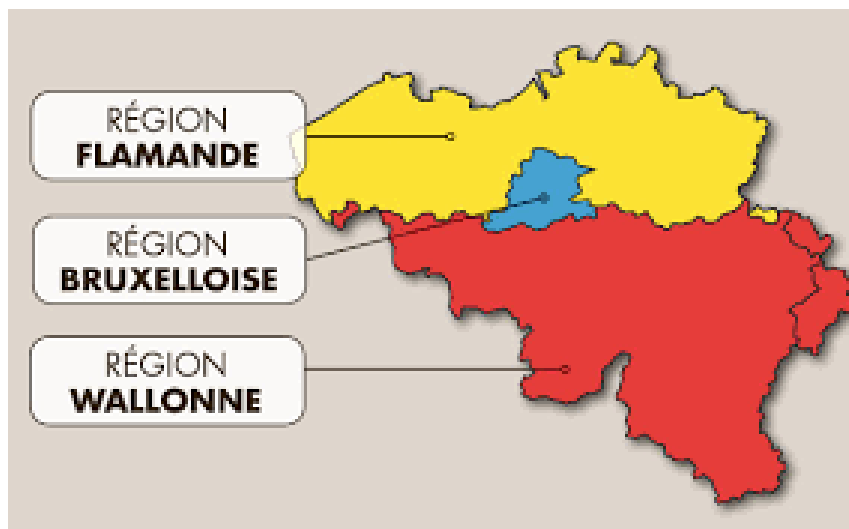 RÉGION
FLAMANDE
RÉGION
BRUXELLOISE
RÉGION
WALLONNE